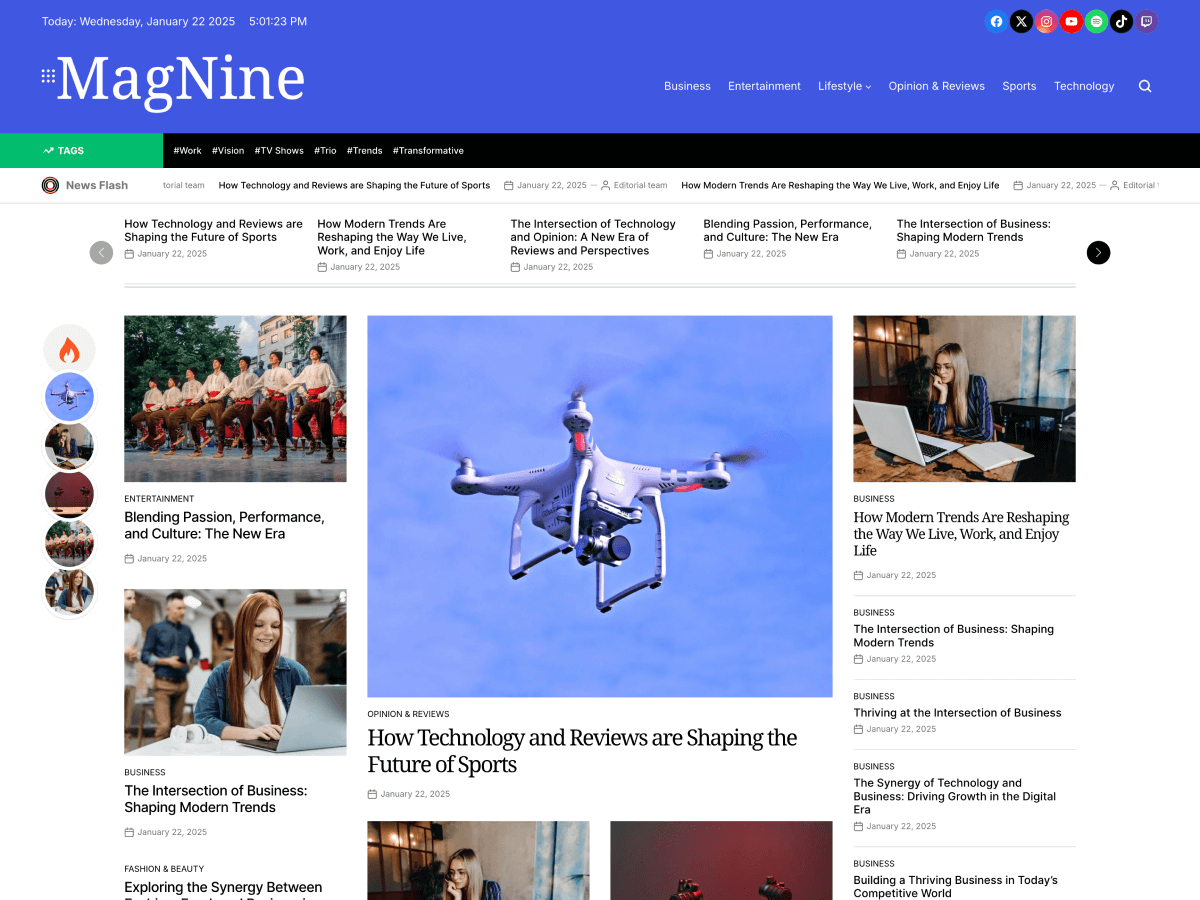 Today: Wednesday, January 22 2025 5:01:23 PM
MagNine
Business Entertainment Lifestyle Opinion & Reviews Sports Technology
TAGS
#Work #Vision #TV Shows #Trio #Trends #Transformative
News Flash
torial team How Technology and Reviews are Shaping the Future of Sports January 22, 2025 — Editorial team How Modern Trends Are Reshaping the Way We Live, Work, and Enjoy Life January 22, 2025 — Editorial
How Technology and Reviews are
Shaping the Future of Sports
January 22, 2025
How Modern Trends Are
Reshaping the Way We Live,
Work, and Enjoy Life
January 22, 2025
The Intersection of Technology
and Opinion: A New Era of
Reviews and Perspectives
January 22, 2025
Blending Passion, Performance,
and Culture: The New Era
January 22, 2025
The Intersection of Business:
Shaping Modern Trends
January 22, 2025
ENTERTAINMENT
Blending Passion, Performance,
and Culture: The New Era
January 22, 2025
BUSINESS
The Intersection of Business:
Shaping Modern Trends
January 22, 2025
FASHION & BEAUTY
Exploring the Synergy Between
OPINION & REVIEWS
How Technology and Reviews are Shaping the
Future of Sports
January 22, 2025
BUSINESS
How Modern Trends Are Reshaping
the Way We Live, Work, and Enjoy
Life
January 22, 2025
BUSINESS
The Intersection of Business: Shaping
Modern Trends
January 22, 2025
BUSINESS
Thriving at the Intersection of Business
January 22, 2025
BUSINESS
The Synergy of Technology and
Business: Driving Growth in the Digital
Era
January 22, 2025
BUSINESS
Building a Thriving Business in Today's
Competitive World